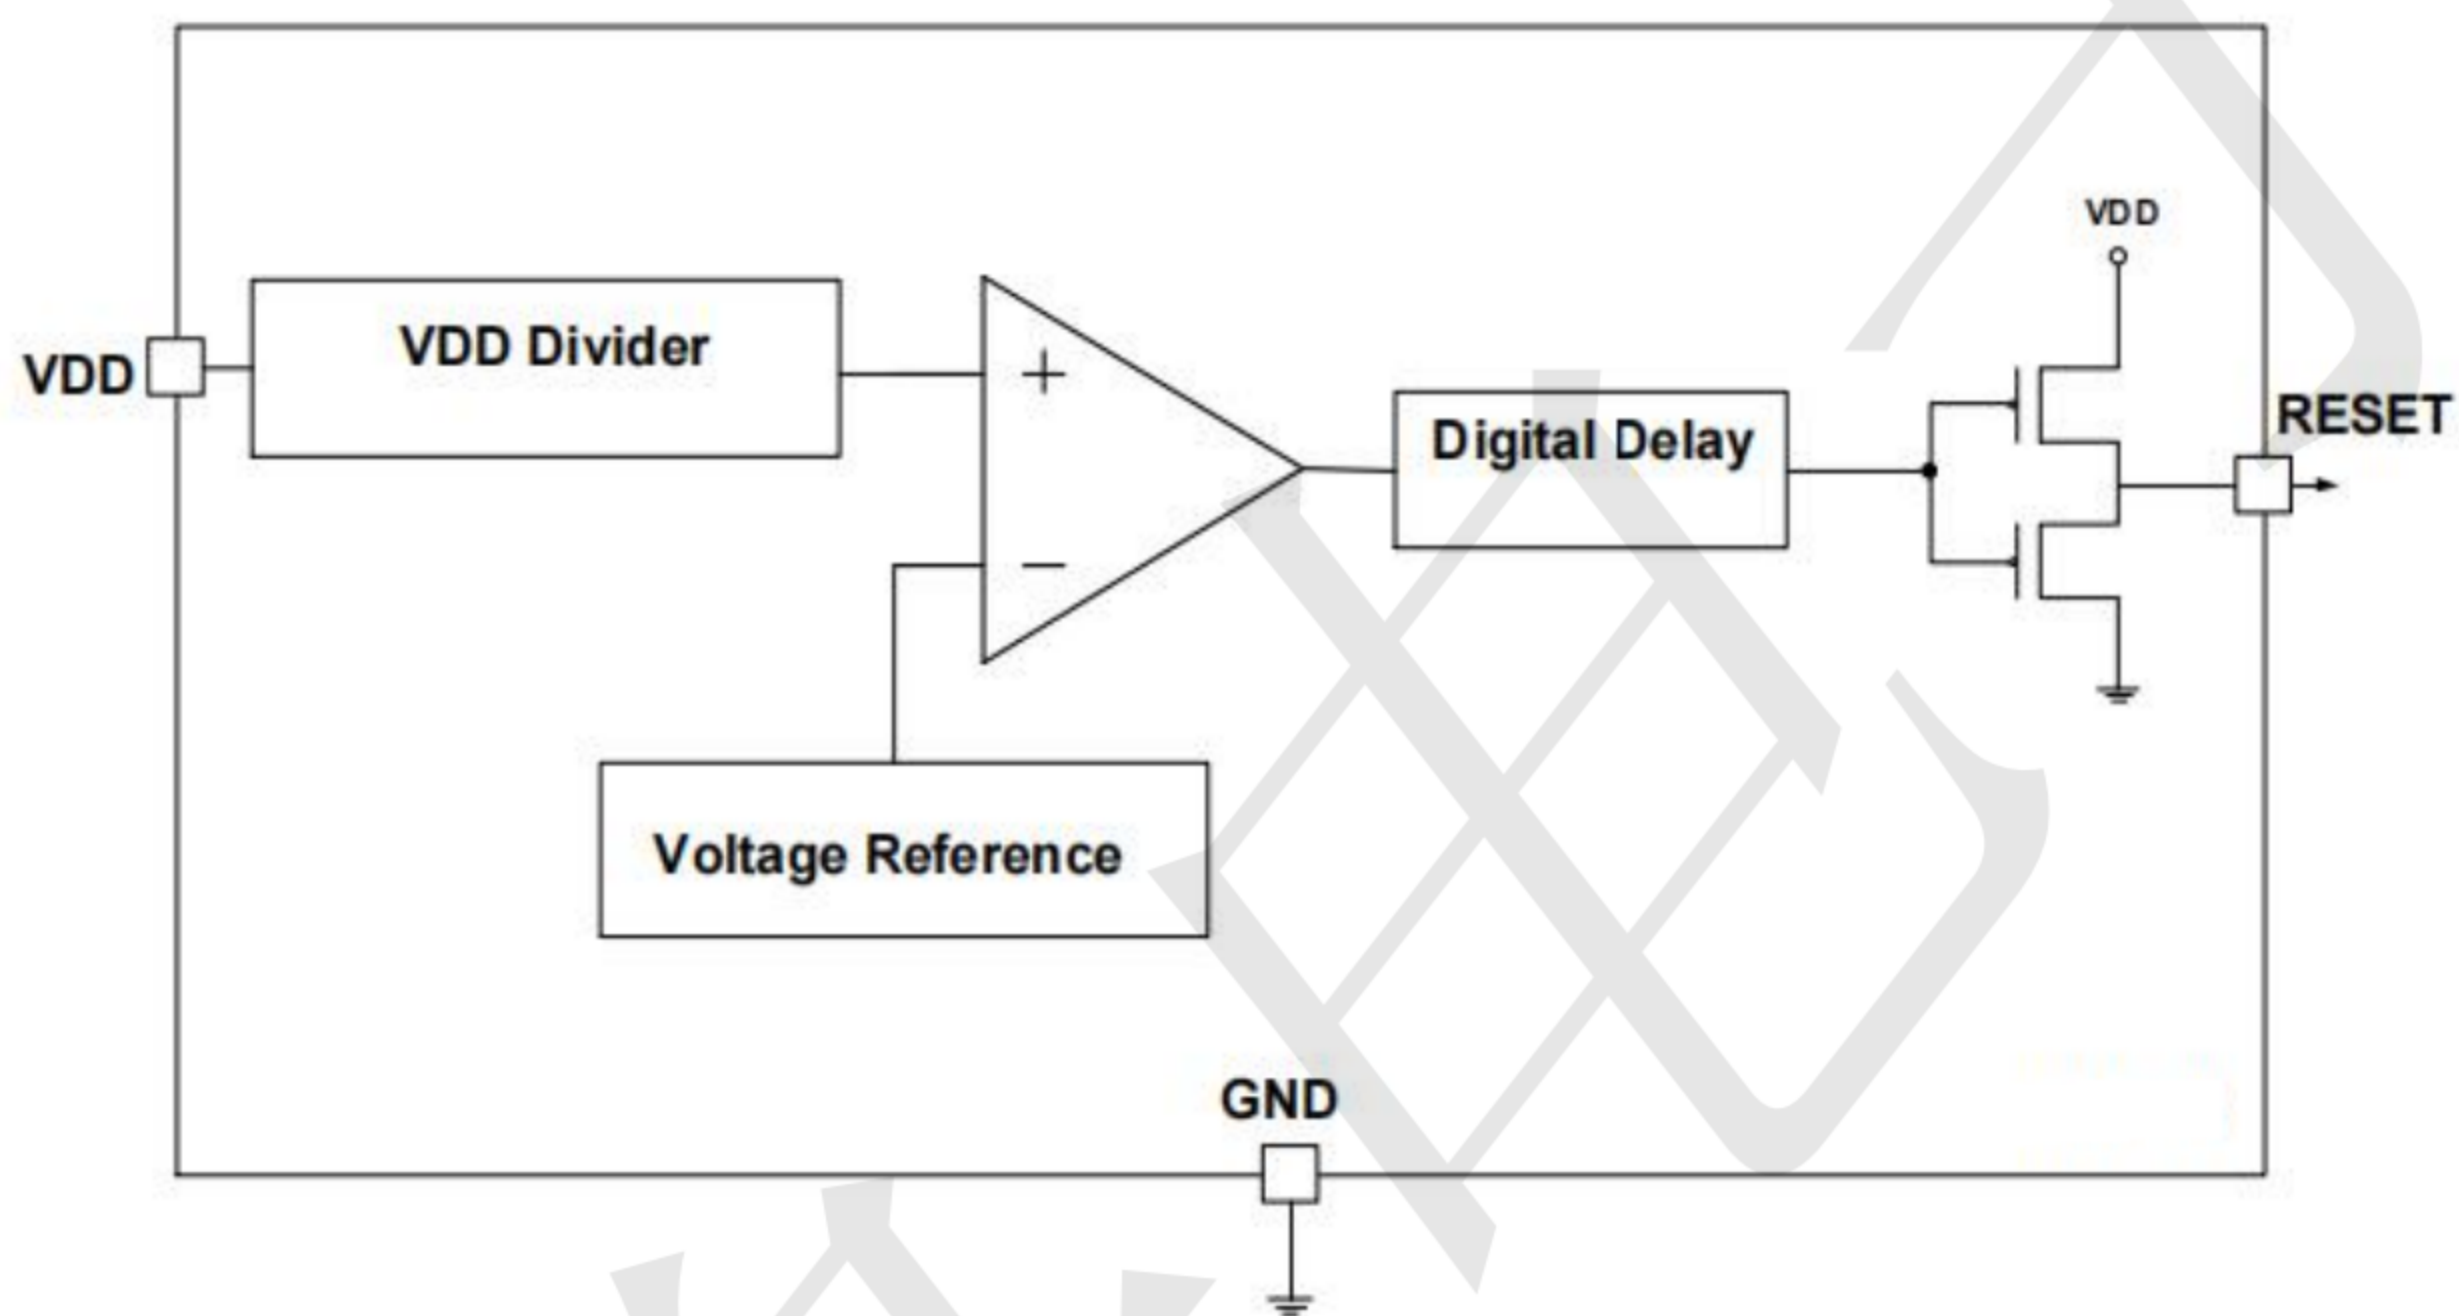 VDD
VDD
VDD Divider
+
Digital Delay
RESET
−
Voltage Reference
GND